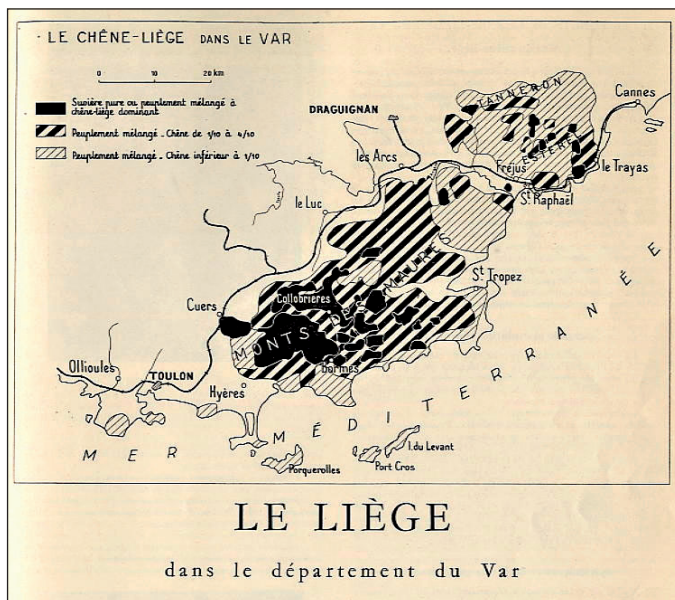 LE CHÊNE-LIÈGE DANS LE VAR
0 10 20 km
Suvière pure ou peuplement mélangé à
chêne-liège dominant
Peuplement mélangé - Chêne de 1/10 à 4/10
Peuplement mélangé - Chêne inférieur à 1/10
TANNERON
Cannes
DRAGUIGNAN
ESTEREL
les Arcs
Fréjus
le Trayas
St Raphaël
le Luc
St Tropez
Collobrières
Cuers
MONTS DES MAURES
Bormes
Ollioules
TOULON
Hyères
MER MÉDITERRANÉE
I. du Levant
Port Cros
Porquerolles
LE LIÈGE
dans le département du Var